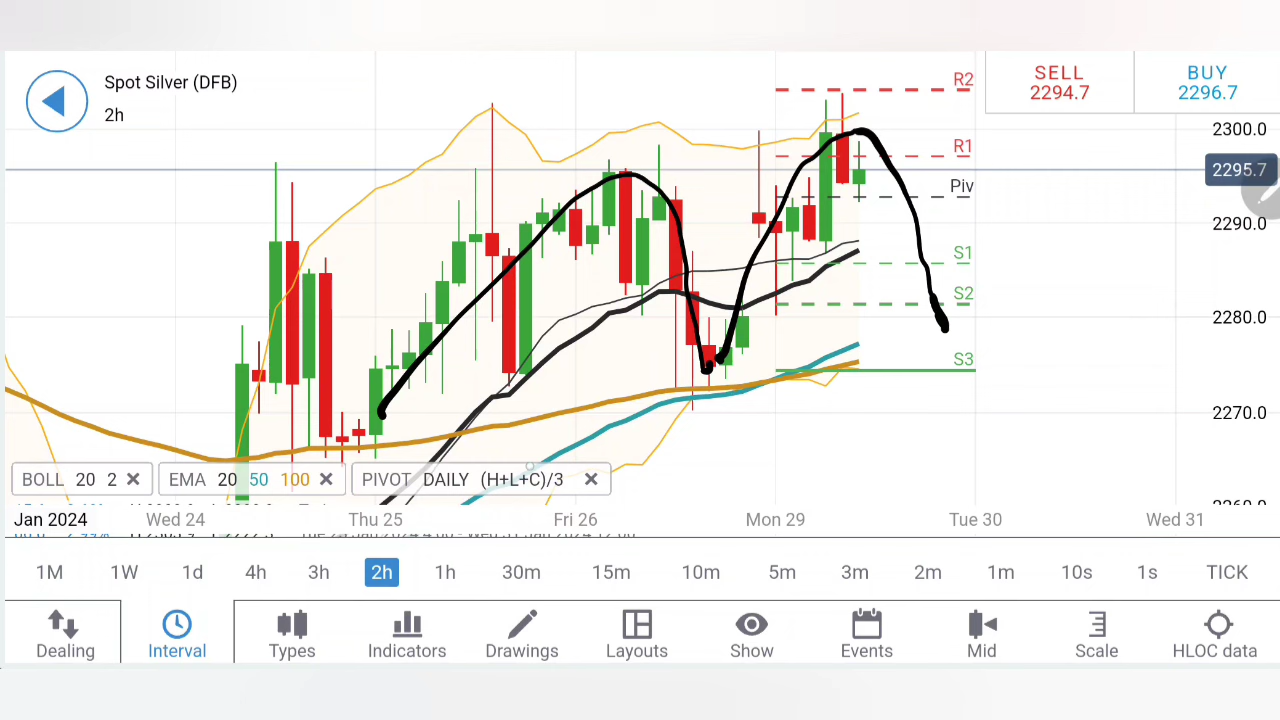 Spot Silver (DFB)
2h
SELL
2294.7
BUY
2296.7
R2
2300.0
R1
2295.7
Piv
2290.0
S1
S2
2280.0
S3
2270.0
BOLL 20 2
EMA 20 50 100
PIVOT DAILY (H+L+C)/3
Jan 2024 Wed 24 Thu 25 Fri 26 Mon 29 Tue 30 Wed 31
1M 1W 1d 4h 3h 2h 1h 30m 15m 10m 5m 3m 2m 1m 10s 1s TICK
Dealing Interval Types Indicators Drawings Layouts Show Events Mid Scale HLOC data